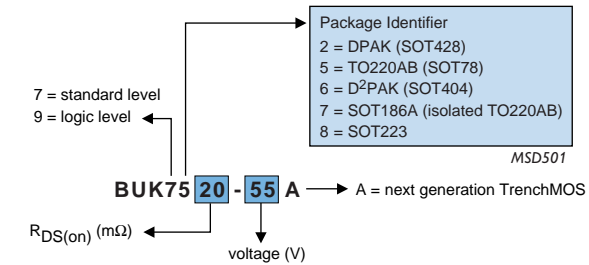 Package Identifier
2 = DPAK (SOT428)
5 = TO220AB (SOT78)
6 = D2PAK (SOT404)
7 = SOT186A (isolated TO220AB)
8 = SOT223
7 = standard level
9 = logic level
MSD501
BUK75 20 - 55 A
A = next generation TrenchMOS
RDS(on) (mΩ)
voltage (V)